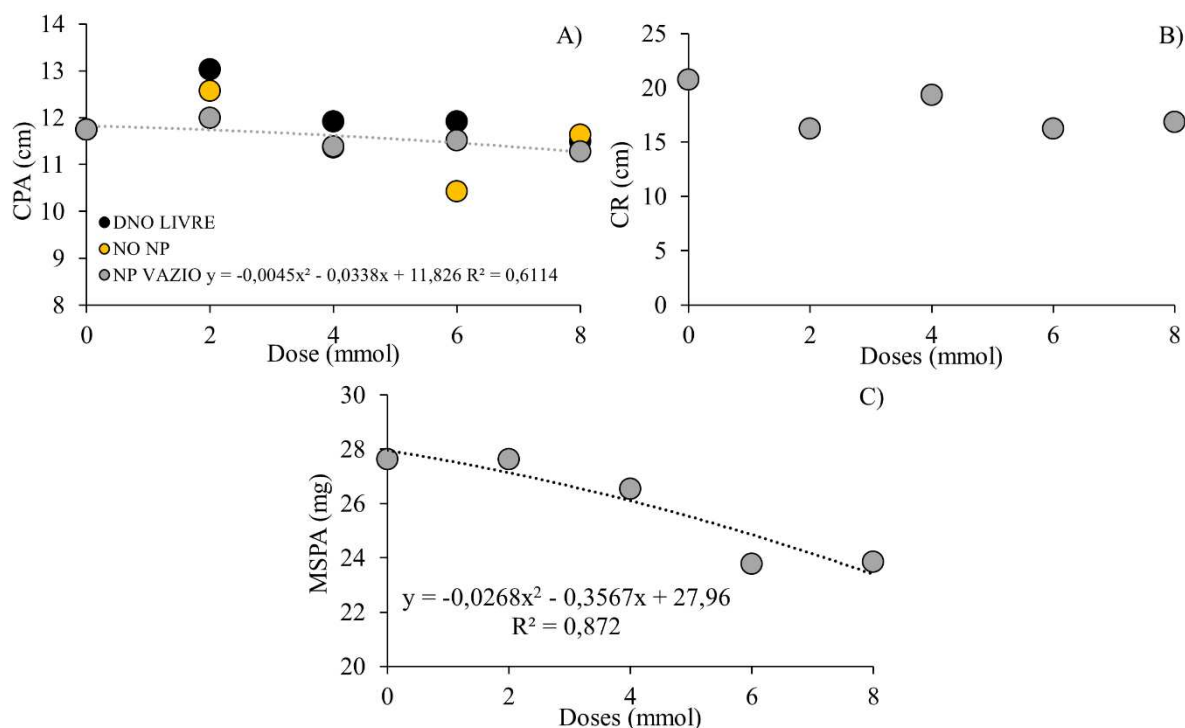 A)
14
13
12
11
10
9
8
CPA (cm)
DNO LIVRE
NO NP
NP VAZIO y = -0,0045x² - 0,0338x + 11,826 R² = 0,6114
0 2 4 6 8
Dose (mmol)
B)
25
20
15
10
5
0
CR (cm)
0 2 4 6 8
Doses (mmol)
C)
30
28
26
24
22
20
MSPA (mg)
y = -0,0268x² - 0,3567x + 27,96
R² = 0,872
0 2 4 6 8
Doses (mmol)